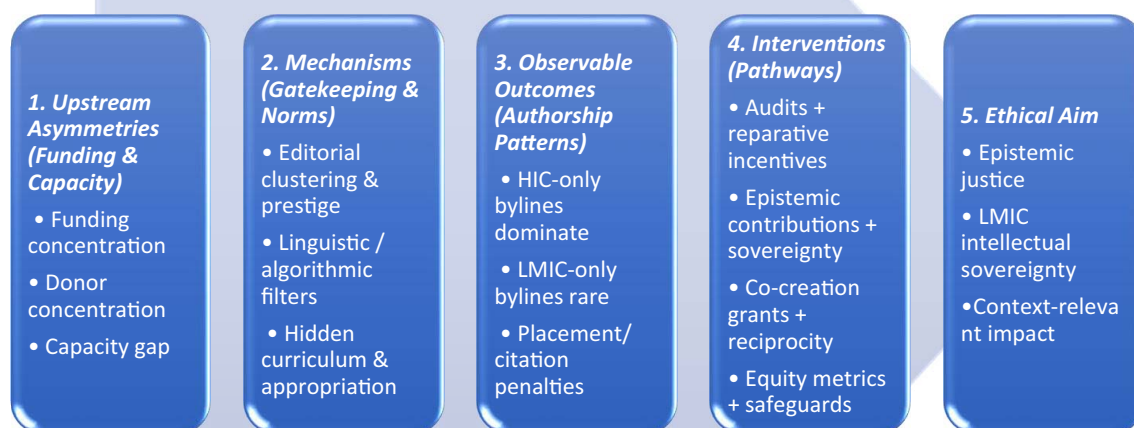 1. Upstream
Asymmetries
(Funding &
Capacity)
• Funding
concentration
• Donor
concentration
• Capacity gap
2. Mechanisms
(Gatekeeping &
Norms)
• Editorial
clustering &
prestige
• Linguistic /
algorithmic
filters
• Hidden
curriculum &
appropriation
3. Observable
Outcomes
(Authorship
Patterns)
• HIC-only
bylines
dominate
• LMIC-only
bylines rare
• Placement/
citation
penalties
4. Interventions
(Pathways)
• Audits +
reparative
incentives
• Epistemic
contributions +
sovereignty
• Co-creation
grants +
reciprocity
• Equity metrics
+ safeguards
5. Ethical Aim
• Epistemic
justice
• LMIC
intellectual
sovereignty
•Context-releva
nt impact